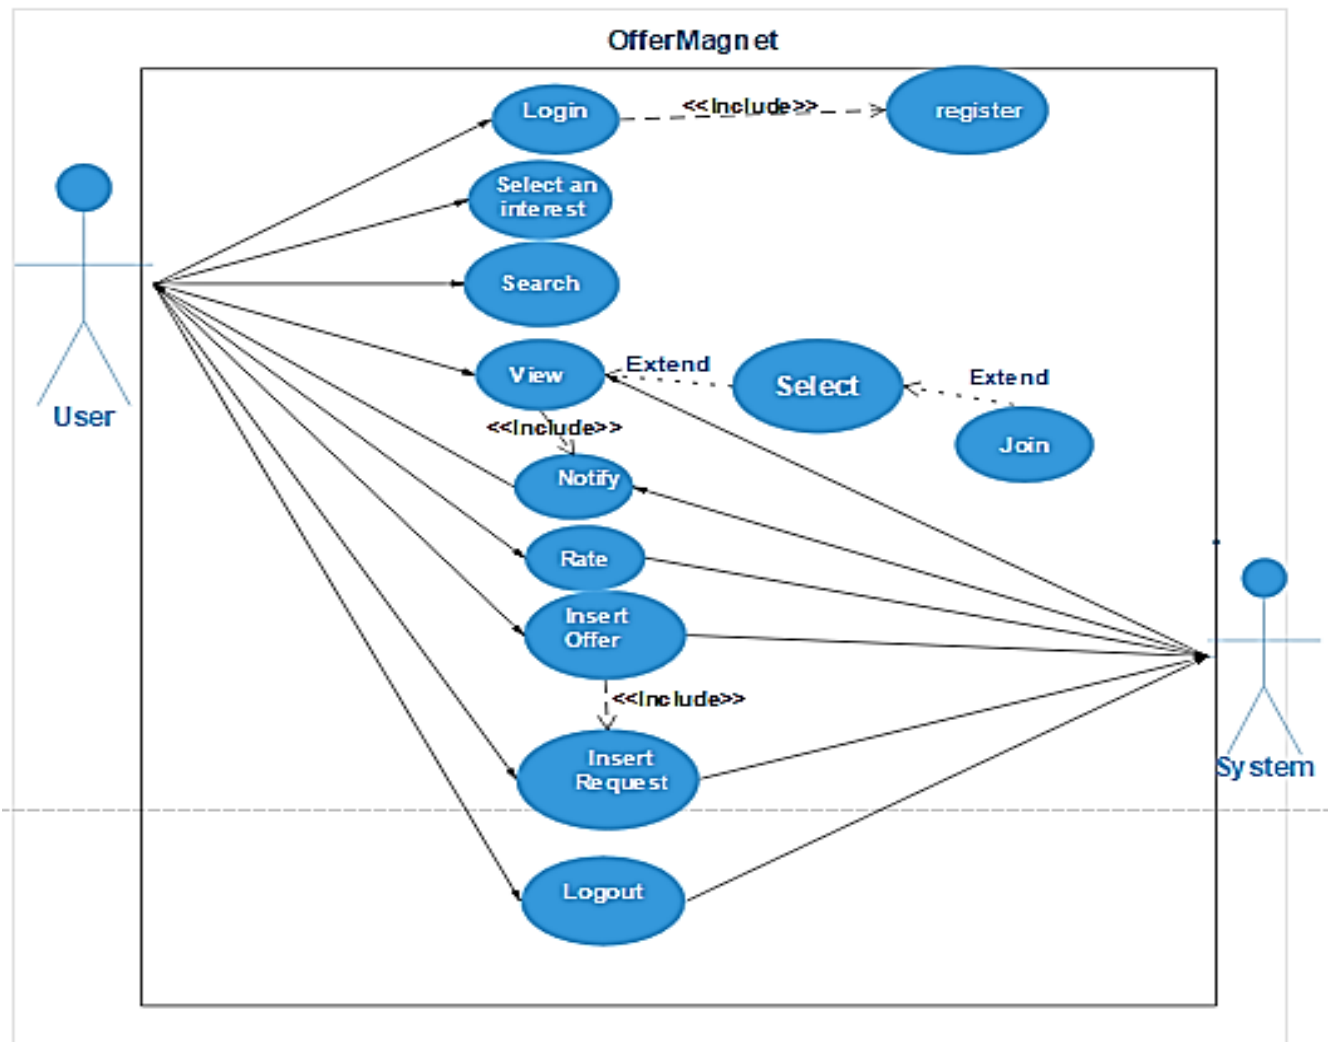 OfferMagnet
Login
<<Include>>
register
Select an
interest
Search
View
Extend
Select
Extend
Join
<<Include>>
Notify
Rate
Insert
Offer
<<Include>>
Insert
Request
Logout
User
System